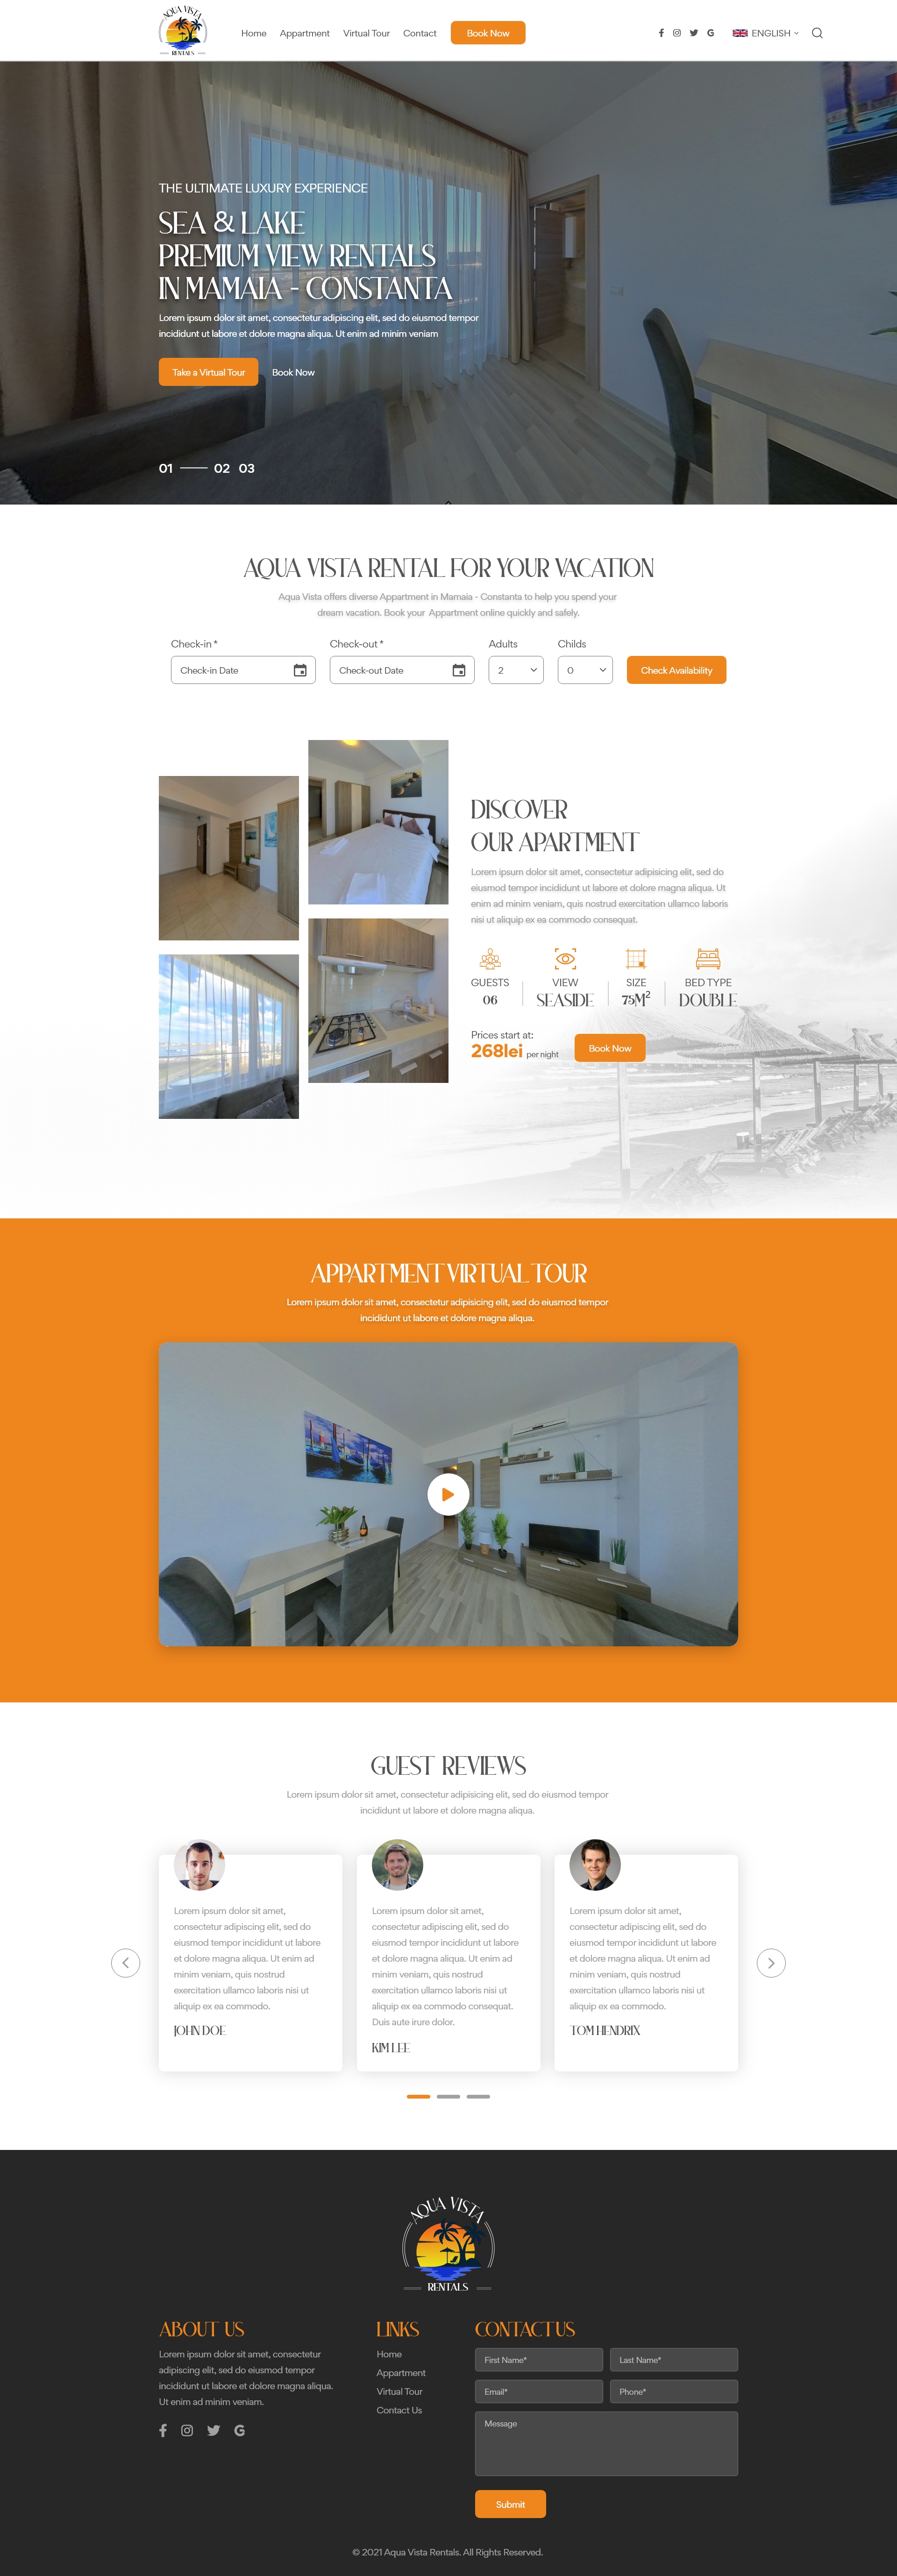 AQUA VISTA
RENTALS
Home
Appartment
Virtual Tour
Contact
Book Now
ENGLISH
THE ULTIMATE LUXURY EXPERIENCE
SEA & LAKE
PREMIUM VIEW RENTALS
IN MAMAIA - CONSTANTA
Lorem ipsum dolor sit amet, consectetur adipiscing elit, sed do eiusmod tempor
incididunt ut labore et dolore magna aliqua. Ut enim ad minim veniam
Take a Virtual Tour
Book Now
01 02 03
AQUA VISTA RENTAL FOR YOUR VACATION
Aqua Vista offers diverse Appartment in Mamaia - Constanta to help you spend your
dream vacation. Book your Appartment online quickly and safely.
Check-in *
Check-in Date
Check-out *
Check-out Date
Adults
2
Childs
0
Check Availability
DISCOVER
OUR APARTMENT
Lorem ipsum dolor sit amet, consectetur adipisicing elit, sed do
eiusmod tempor incididunt ut labore et dolore magna aliqua. Ut
enim ad minim veniam, quis nostrud exercitation ullamco laboris
nisi ut aliquip ex ea commodo consequat.
GUESTS
06
VIEW
SEASIDE
SIZE
75M2
BED TYPE
DOUBLE
Prices start at:
268lei per night
Book Now
APPARTMENT VIRTUAL TOUR
Lorem ipsum dolor sit amet, consectetur adipisicing elit, sed do eiusmod tempor
incididunt ut labore et dolore magna aliqua.
GUEST REVIEWS
Lorem ipsum dolor sit amet, consectetur adipisicing elit, sed do eiusmod tempor
incididunt ut labore et dolore magna aliqua.
Lorem ipsum dolor sit amet,
consectetur adipiscing elit, sed do
eiusmod tempor incididunt ut labore
et dolore magna aliqua. Ut enim ad
minim veniam, quis nostrud
exercitation ullamco laboris nisi ut
aliquip ex ea commodo.
JOHN DOE
Lorem ipsum dolor sit amet,
consectetur adipiscing elit, sed do
eiusmod tempor incididunt ut labore
et dolore magna aliqua. Ut enim ad
minim veniam, quis nostrud
exercitation ullamco laboris nisi ut
aliquip ex ea commodo consequat.
Duis aute irure dolor.
KIM LEE
Lorem ipsum dolor sit amet,
consectetur adipiscing elit, sed do
eiusmod tempor incididunt ut labore
et dolore magna aliqua. Ut enim ad
minim veniam, quis nostrud
exercitation ullamco laboris nisi ut
aliquip ex ea commodo.
TOM HENDRIX
AQUA VISTA
RENTALS
ABOUT US
Lorem ipsum dolor sit amet, consectetur
adipiscing elit, sed do eiusmod tempor
incididunt ut labore et dolore magna aliqua.
Ut enim ad minim veniam.
LINKS
Home
Appartment
Virtual Tour
Contact Us
CONTACT US
First Name*
Last Name*
Email*
Phone*
Message
Submit
© 2021 Aqua Vista Rentals. All Rights Reserved.